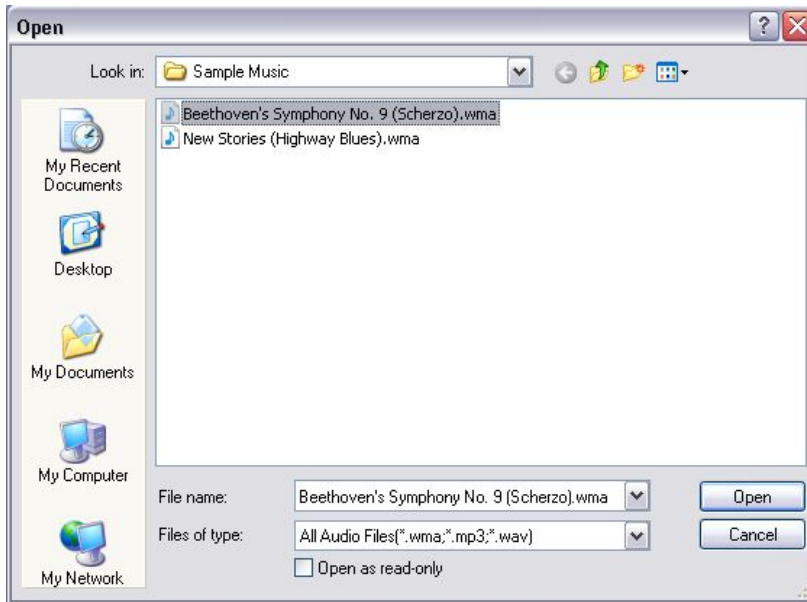 Open
Look in: Sample Music
Beethoven's Symphony No. 9 (Scherzo).wma
New Stories (Highway Blues).wma
My Recent
Documents
Desktop
My Documents
My Computer
My Network
File name: Beethoven's Symphony No. 9 (Scherzo).wma Open
Files of type: All Audio Files(*.wma;*.mp3;*.wav) Cancel
Open as read-only